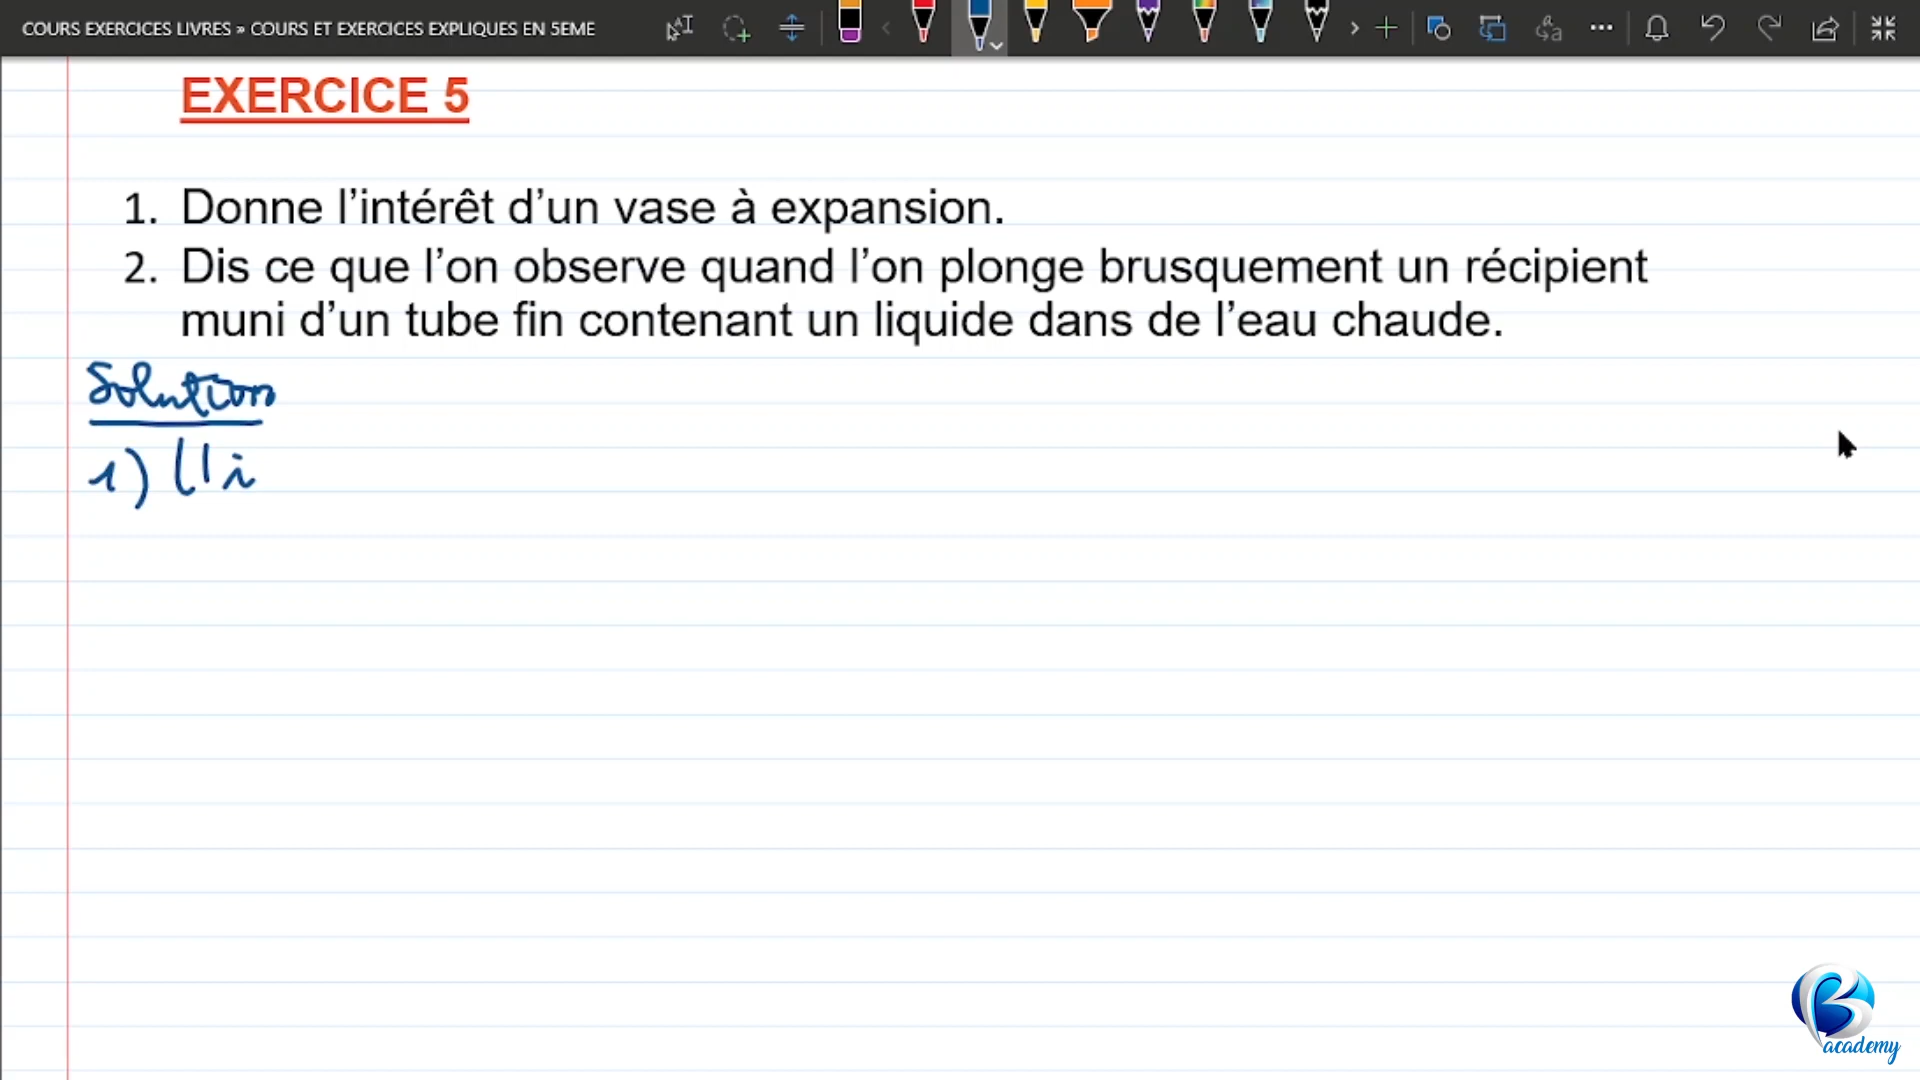 COURS EXERCICES LIVRES » COURS ET EXERCICES EXPLIQUES EN 5EME
EXERCICE 5
1. Donne l’intérêt d’un vase à expansion.
2. Dis ce que l’on observe quand l’on plonge brusquement un récipient
muni d’un tube fin contenant un liquide dans de l’eau chaude.
Solution
1) L'i
B
academy